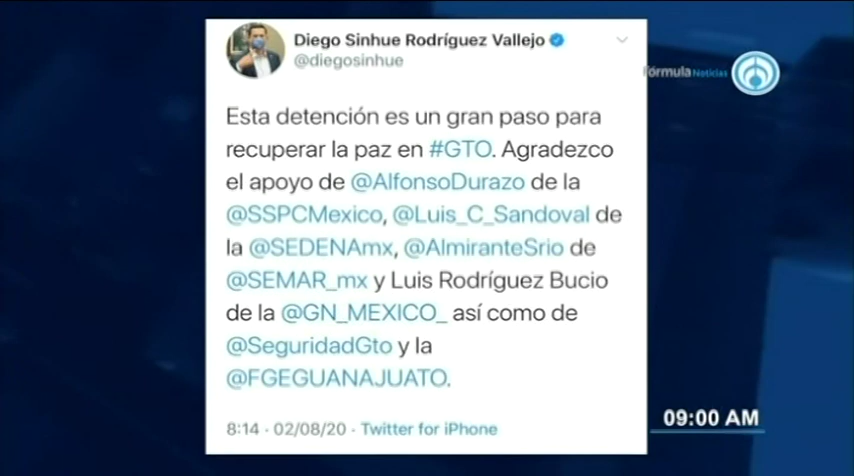 Diego Sinhue Rodríguez Vallejo
@diegosinhue
fórmula Noticias
Esta detención es un gran paso para
recuperar la paz en #GTO. Agradezco
el apoyo de @AlfonsoDurazo de la
@SSPCMexico, @Luis_C_Sandoval de
la @SEDENAmx, @AlmiranteSrio de
@SEMAR_mx y Luis Rodríguez Bucio
de la @GN_MEXICO_ así como de
@SeguridadGto y la
@FGEGUANAJUATO.
8:14 · 02/08/20 · Twitter for iPhone
09:00 AM